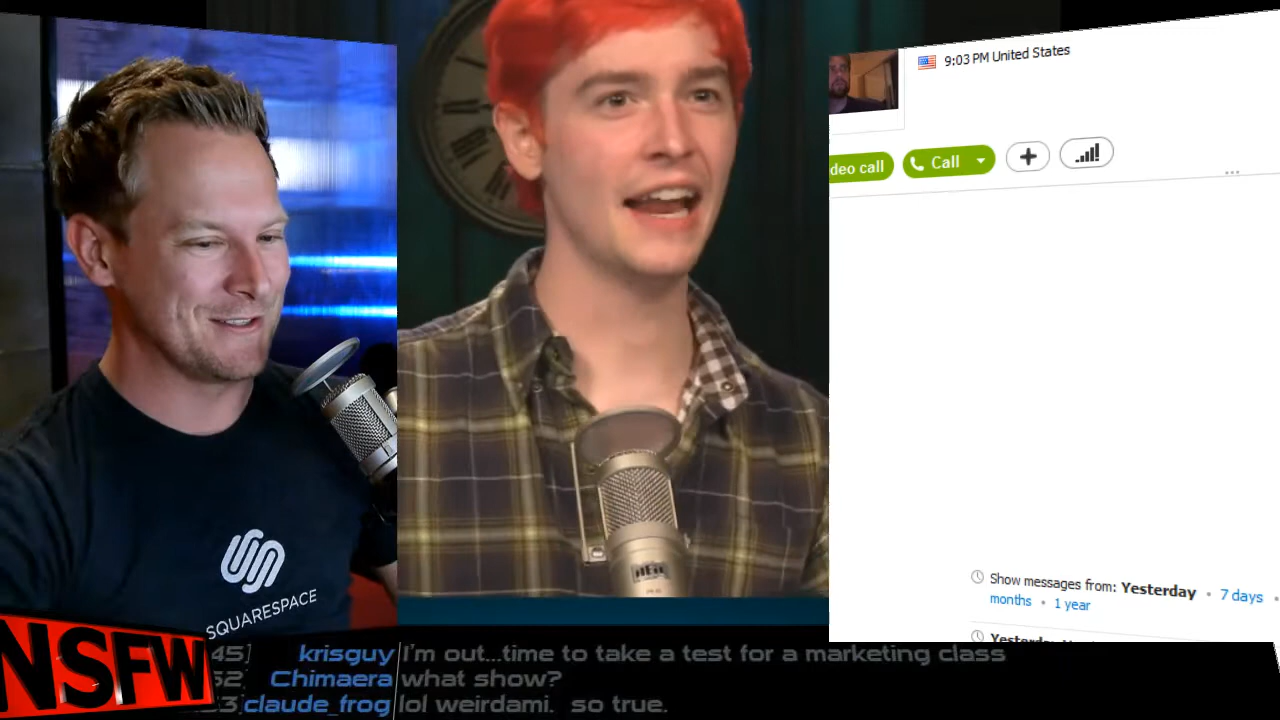 9:03 PM United States
deo call
Call
SQUARESPACE
Show messages from: Yesterday • 7 days •
months • 1 year
NSFW
45] krisguy I'm out...time to take a test for a marketing class
52] Chimaera what show?
claude_frog lol weirdami. so true.